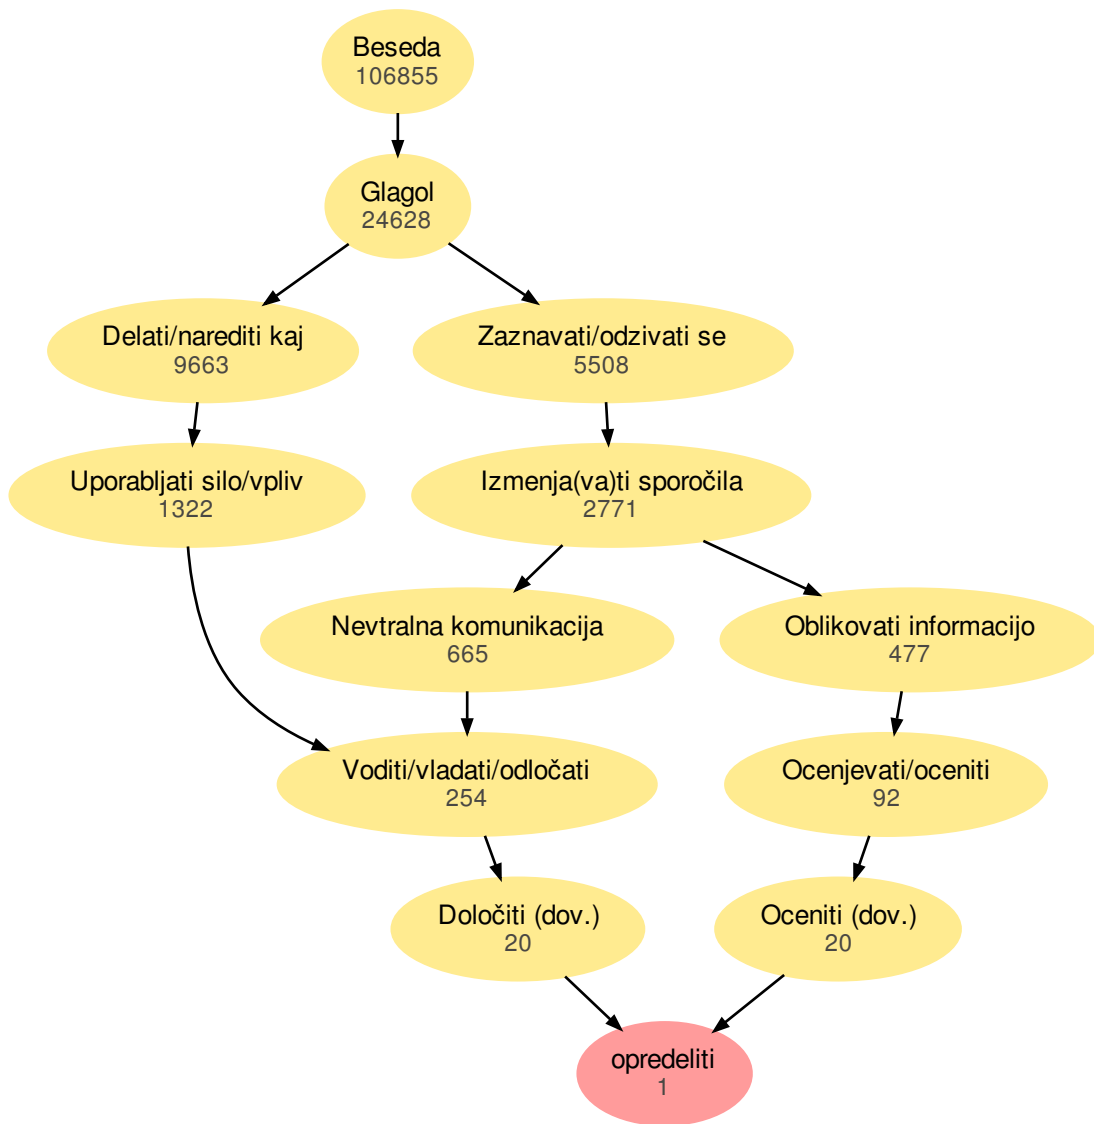 Beseda
106855
Glagol
24628
Delati/narediti kaj
9663
Zaznavati/odzivati se
5508
Uporabljati silo/vpliv
1322
Izmenja(va)ti sporočila
2771
Nevtralna komunikacija
665
Oblikovati informacijo
477
Voditi/vladati/odločati
254
Ocenjevati/oceniti
92
Določiti (dov.)
20
Oceniti (dov.)
20
opredeliti
1